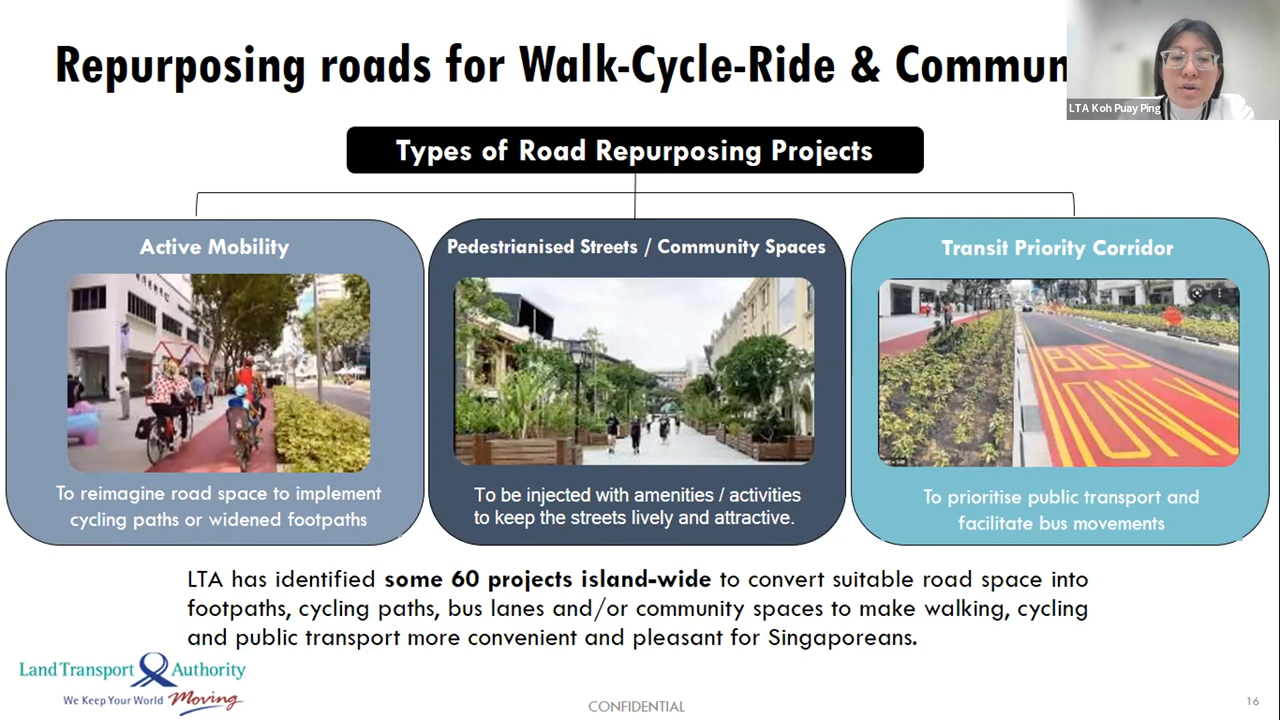 Repurposing roads for Walk-Cycle-Ride & Commun
LTA Koh Puay Ping
Types of Road Repurposing Projects
Active Mobility
To reimagine road space to implement
cycling paths or widened footpaths
Pedestrianised Streets / Community Spaces
To be injected with amenities / activities
to keep the streets lively and attractive.
Transit Priority Corridor
BUS
ONLY
To prioritise public transport and
facilitate bus movements
LTA has identified some 60 projects island-wide to convert suitable road space into
footpaths, cycling paths, bus lanes and/or community spaces to make walking, cycling
and public transport more convenient and pleasant for Singaporeans.
Land Transport Authority
We Keep Your World Moving
CONFIDENTIAL
16